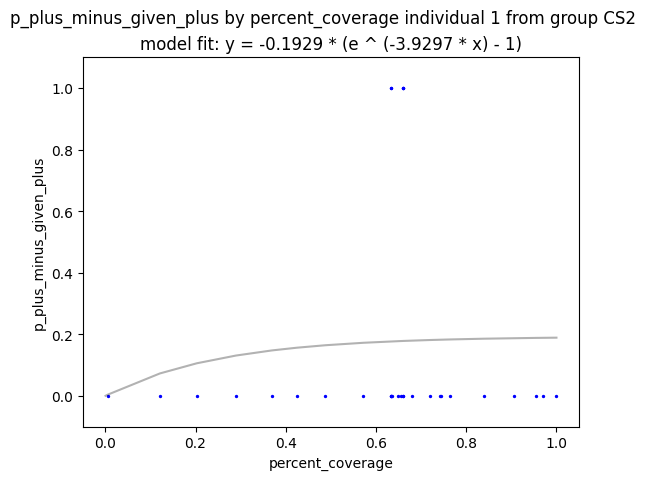 p_plus_minus_given_plus by percent_coverage individual 1 from group CS2
model fit: y = -0.1929 * (e ^ (-3.9297 * x) - 1)
1.0
0.8
0.6
0.4
0.2
0.0
p_plus_minus_given_plus
0.0 0.2 0.4 0.6 0.8 1.0
percent_coverage